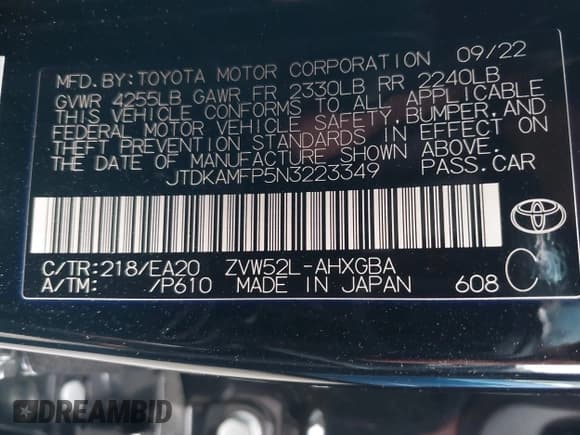 MFD.BY:TOYOTA MOTOR CORPORATION 09/22
GVWR 4255LB GAWR FR 2330LB RR 2240LB
THIS VEHICLE CONFORMS TO ALL APPLICABLE
FEDERAL MOTOR VEHICLE SAFETY,BUMPER,AND
THEFT PREVENTION STANDARDS IN EFFECT ON
THE DATE OF MANUFACTURE SHOWN ABOVE.
JTDKAMFP5N3223349 PASS.CAR
C/TR:218/EA20 ZVW52L-AHXGBA
A/TM: /P610 MADE IN JAPAN 608 C
DREAMBID